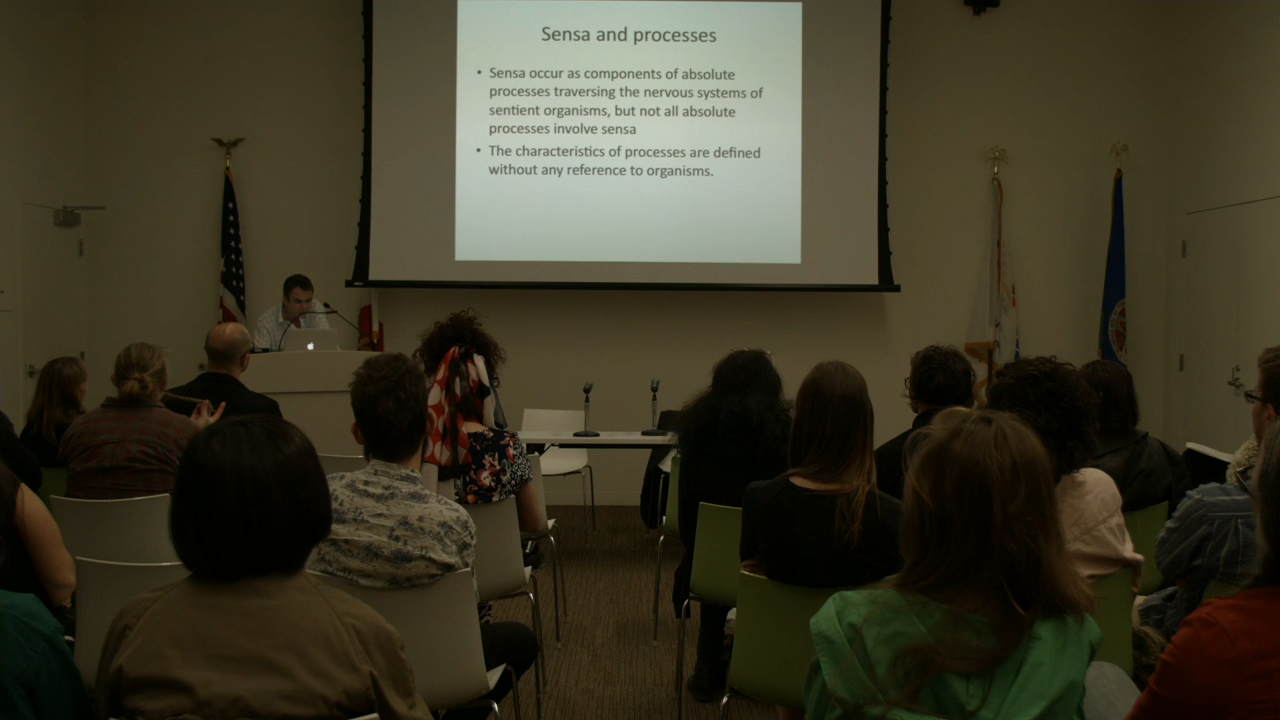 Sensa and processes
• Sensa occur as components of absolute
processes traversing the nervous systems of
sentient organisms, but not all absolute
processes involve sensa
• The characteristics of processes are defined
without any reference to organisms.